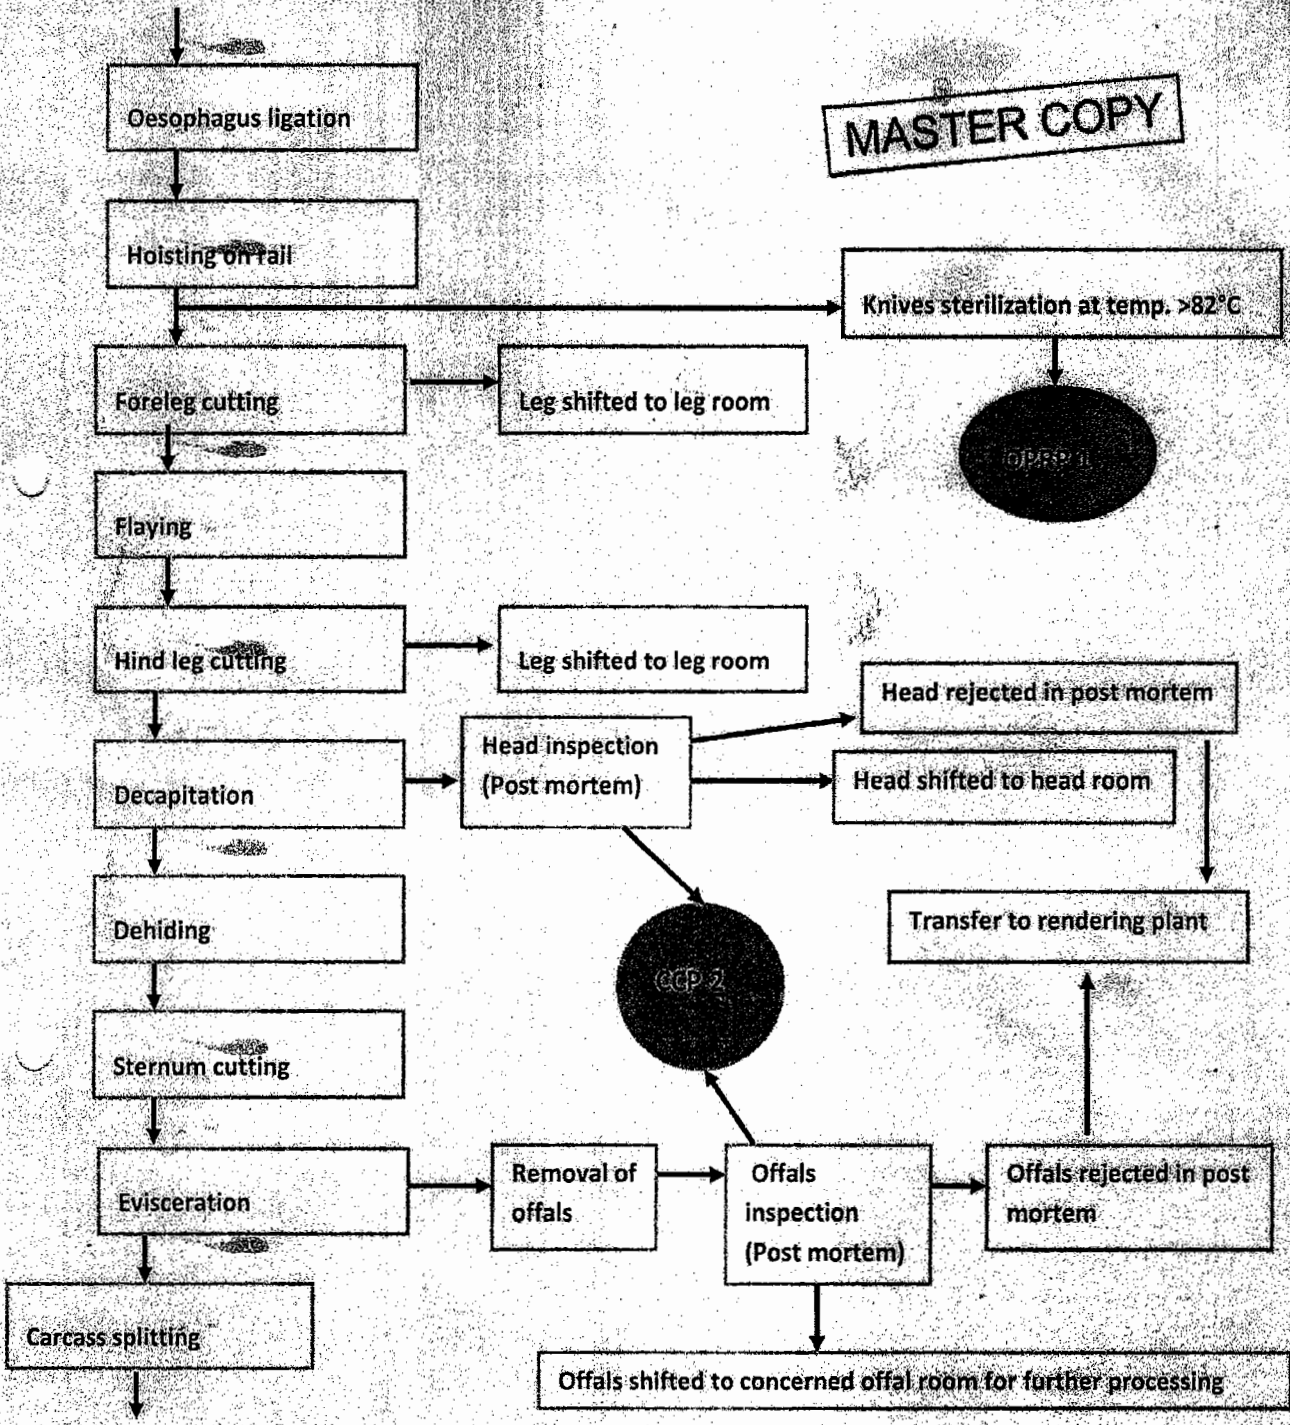 Oesophagus ligation
MASTER COPY
Hoisting on rail
Knives sterilization at temp. >82°C
Foreleg cutting
Leg shifted to leg room
OPRP 1
Flaying
Hind leg cutting
Leg shifted to leg room
Head rejected in post mortem
Head inspection
(Post mortem)
Head shifted to head room
Decapitation
Dehiding
Transfer to rendering plant
CCP 2
Sternum cutting
Evisceration
Removal of
offals
Offals
inspection
(Post mortem)
Offals rejected in post
mortem
Carcass splitting
Offals shifted to concerned offal room for further processing